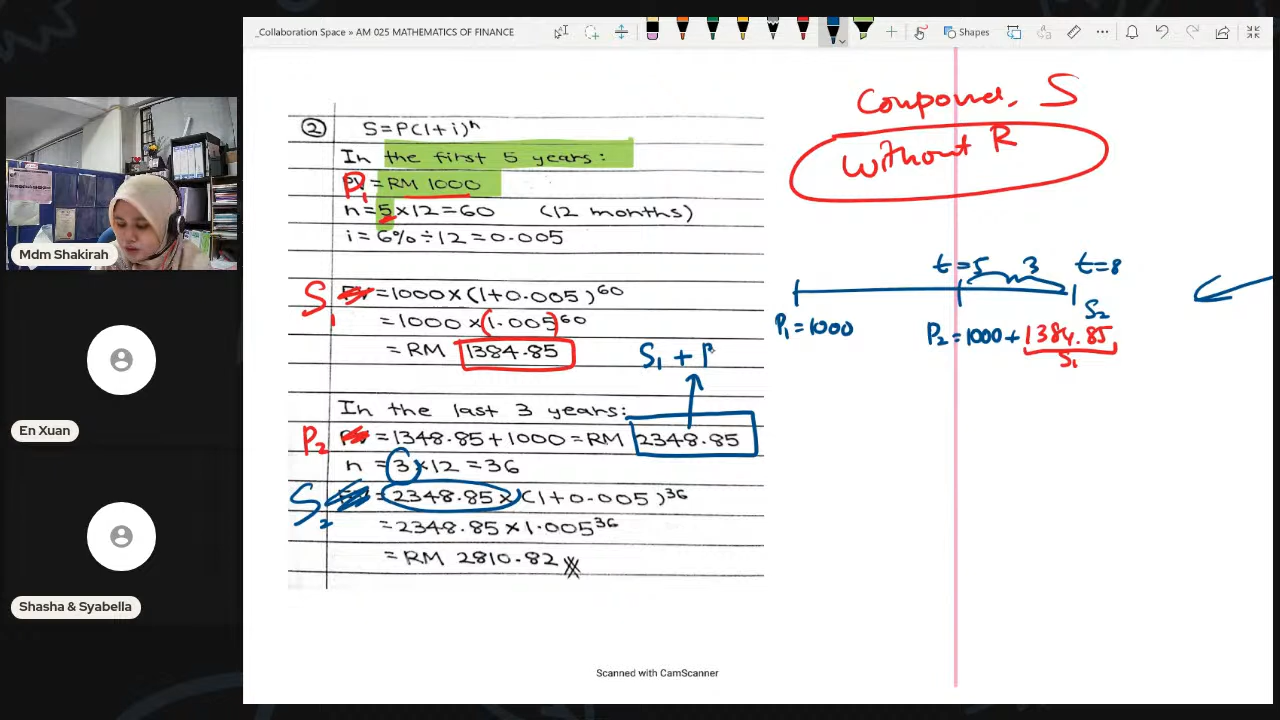 _Collaboration Space » AM 025 MATHEMATICS OF FINANCE
Shapes
Mdm Shakirah
En Xuan
Shasha & Syabella
② S=P(1+i)ⁿ
In the first 5 years:
P₁ = RM 1000
n = 5 × 12 = 60 (12 months)
i = 6% ÷ 12 = 0.005
S₁ = 1000 × (1+0.005)⁶⁰
= 1000 × (1.005)⁶⁰
= RM 1384.85
S₁ + P
In the last 3 years:
P₂ = 1348.85 + 1000 = RM 2348.85
n = 3 × 12 = 36
S₂ = 2348.85 × (1+0.005)³⁶
= 2348.85 × 1.005³⁶
= RM 2810.82
Compound, S
without R
t=5 3 t=8
S₂
P₁ = 1000 P₂ = 1000 + 1384.85
S₁
Scanned with CamScanner